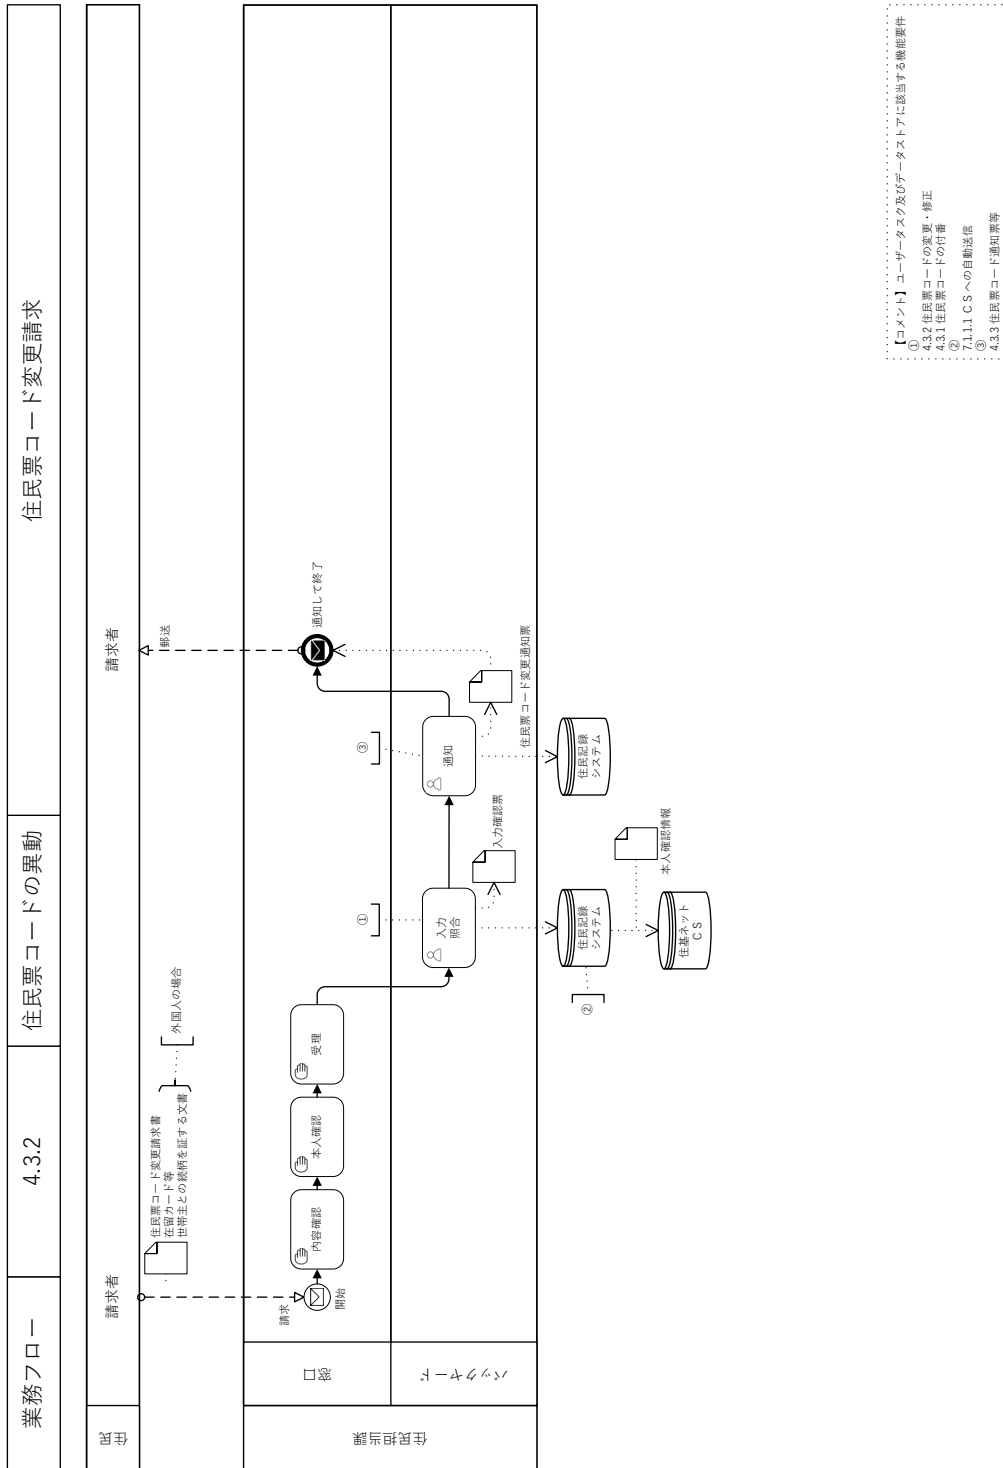 業務フロー
4.3.2
住民票コードの異動
住民票コード変更請求
住民
請求者
請求者
住民票コード変更請求書
在留カード等
世帯主との続柄を証する文書
外国人の場合
郵送
請求
住民担当課
窓口
開始
内容確認
本人確認
受理
通知して終了
バックヤード
①
入力
照合
入力確認票
③
通知
住民票コード変更通知票
②
住民記録
システム
住民記録
システム
本人確認情報
住基ネット
CS
【コメント】ユーザータスク及びデータストアに該当する機能要件
①
4.3.2 住民票コードの変更・修正
4.3.1 住民票コードの付番
②
7.1.1.1 CSへの自動送信
③
4.3.3 住民票コード通知票等